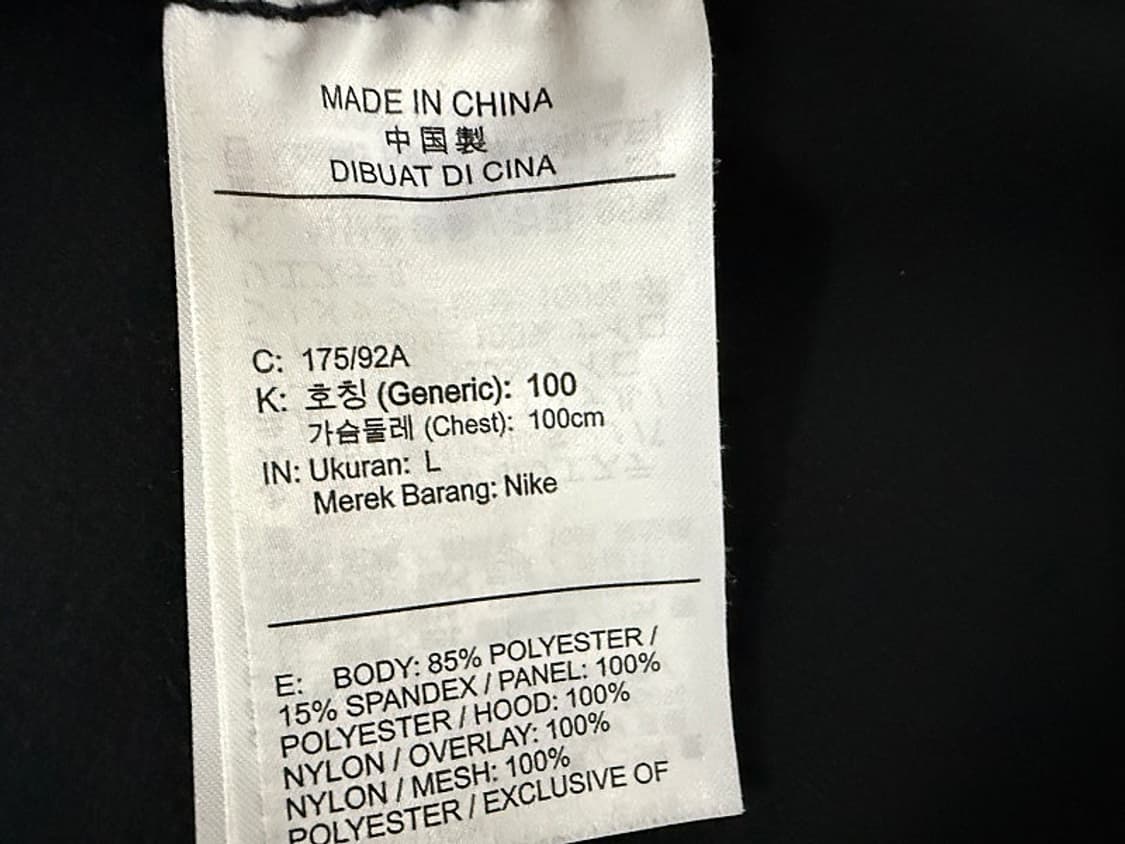 MADE IN CHINA
中国製
DIBUAT DI CINA
C: 175/92A
K: 호칭 (Generic): 100
가슴둘레 (Chest): 100cm
IN: Ukuran: L
Merek Barang: Nike
E: BODY: 85% POLYESTER /
15% SPANDEX / PANEL: 100%
POLYESTER / HOOD: 100%
NYLON / OVERLAY: 100%
NYLON / MESH: 100%
POLYESTER / EXCLUSIVE OF